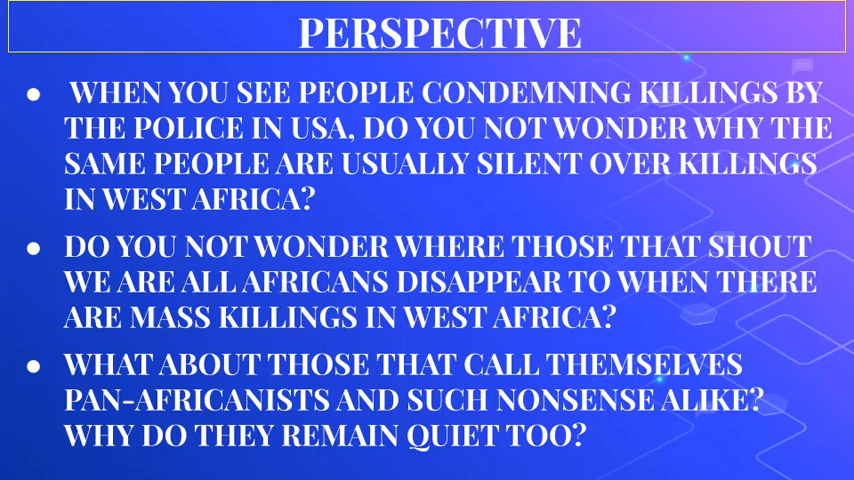 PERSPECTIVE
● WHEN YOU SEE PEOPLE CONDEMNING KILLINGS BY
THE POLICE IN USA, DO YOU NOT WONDER WHY THE
SAME PEOPLE ARE USUALLY SILENT OVER KILLINGS
IN WEST AFRICA?
● DO YOU NOT WONDER WHERE THOSE THAT SHOUT
WE ARE ALL AFRICANS DISAPPEAR TO WHEN THERE
ARE MASS KILLINGS IN WEST AFRICA?
● WHAT ABOUT THOSE THAT CALL THEMSELVES
PAN-AFRICANISTS AND SUCH NONSENSE ALIKE?
WHY DO THEY REMAIN QUIET TOO?